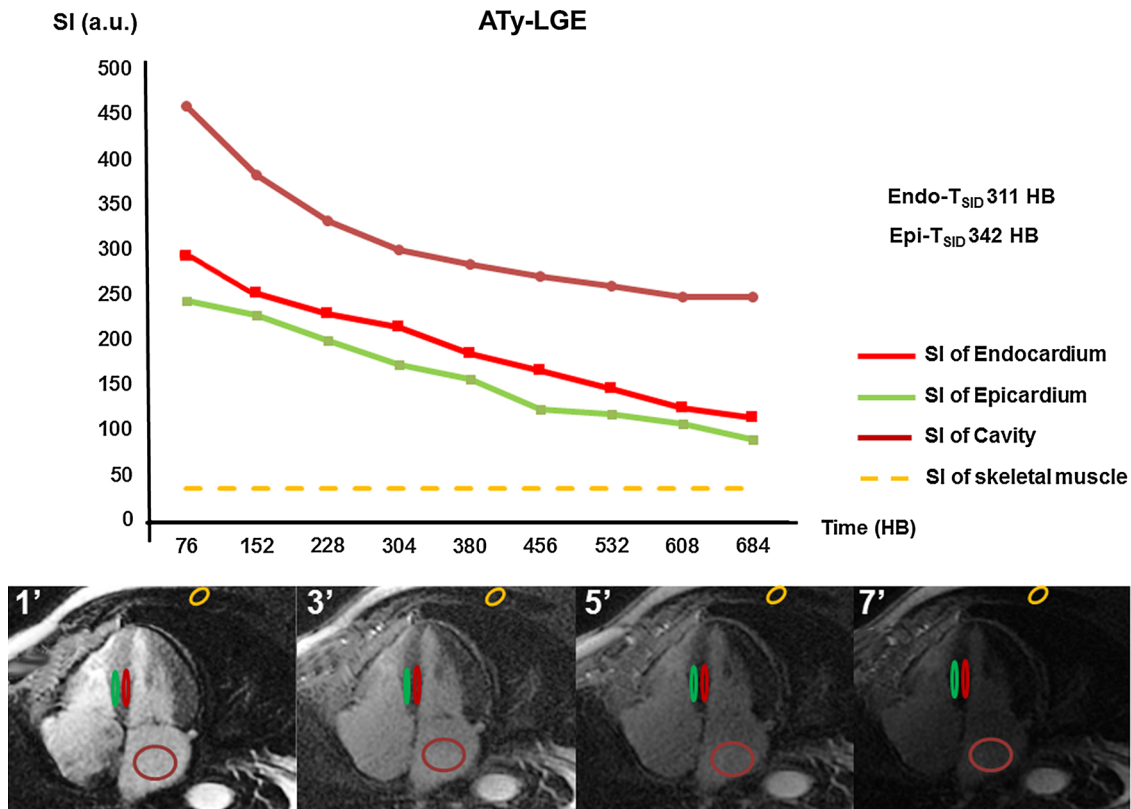 SI (a.u.)
ATy-LGE
500
450
400
350
300
250
200
150
100
50
0
76 152 228 304 380 456 532 608 684
Time (HB)
Endo-TSID 311 HB
Epi-TSID 342 HB
SI of Endocardium
SI of Epicardium
SI of Cavity
SI of skeletal muscle
1’ 3’ 5’ 7’